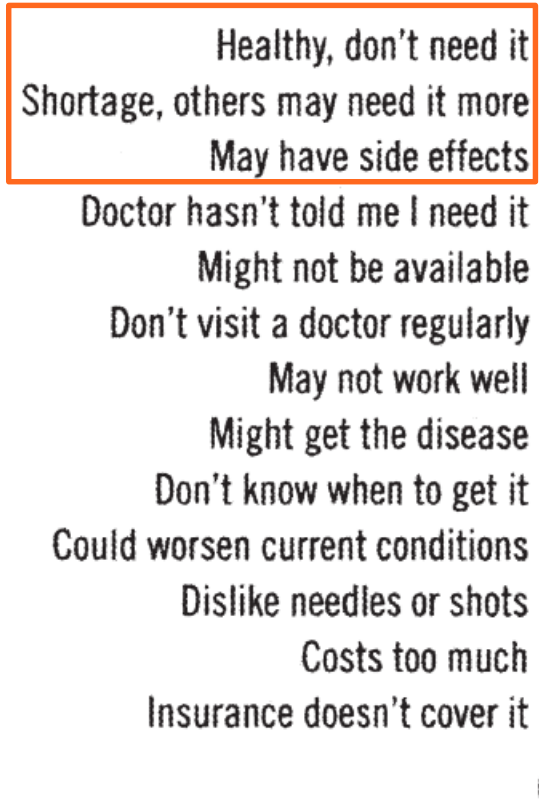 Healthy, don't need it
Shortage, others may need it more
May have side effects
Doctor hasn't told me I need it
Might not be available
Don't visit a doctor regularly
May not work well
Might get the disease
Don't know when to get it
Could worsen current conditions
Dislike needles or shots
Costs too much
Insurance doesn't cover it